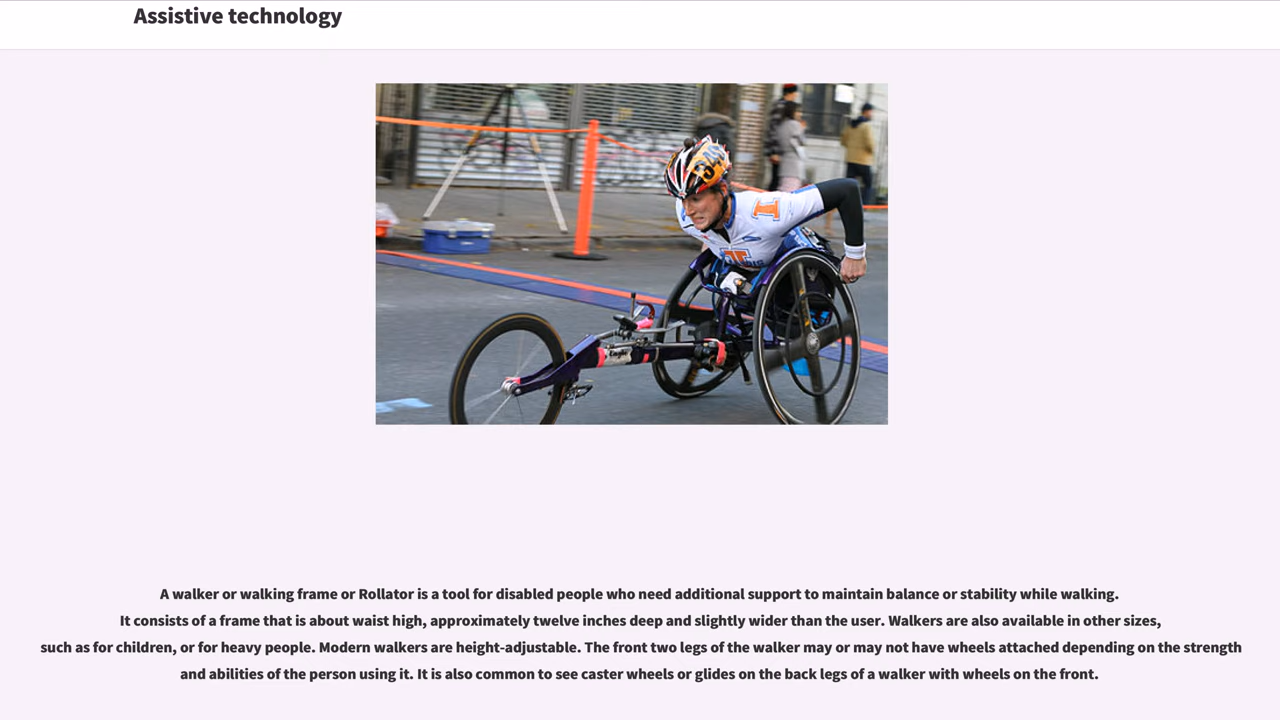 Assistive technology
I
A walker or walking frame or Rollator is a tool for disabled people who need additional support to maintain balance or stability while walking.
It consists of a frame that is about waist high, approximately twelve inches deep and slightly wider than the user. Walkers are also available in other sizes,
such as for children, or for heavy people. Modern walkers are height-adjustable. The front two legs of the walker may or may not have wheels attached depending on the strength
and abilities of the person using it. It is also common to see caster wheels or glides on the back legs of a walker with wheels on the front.